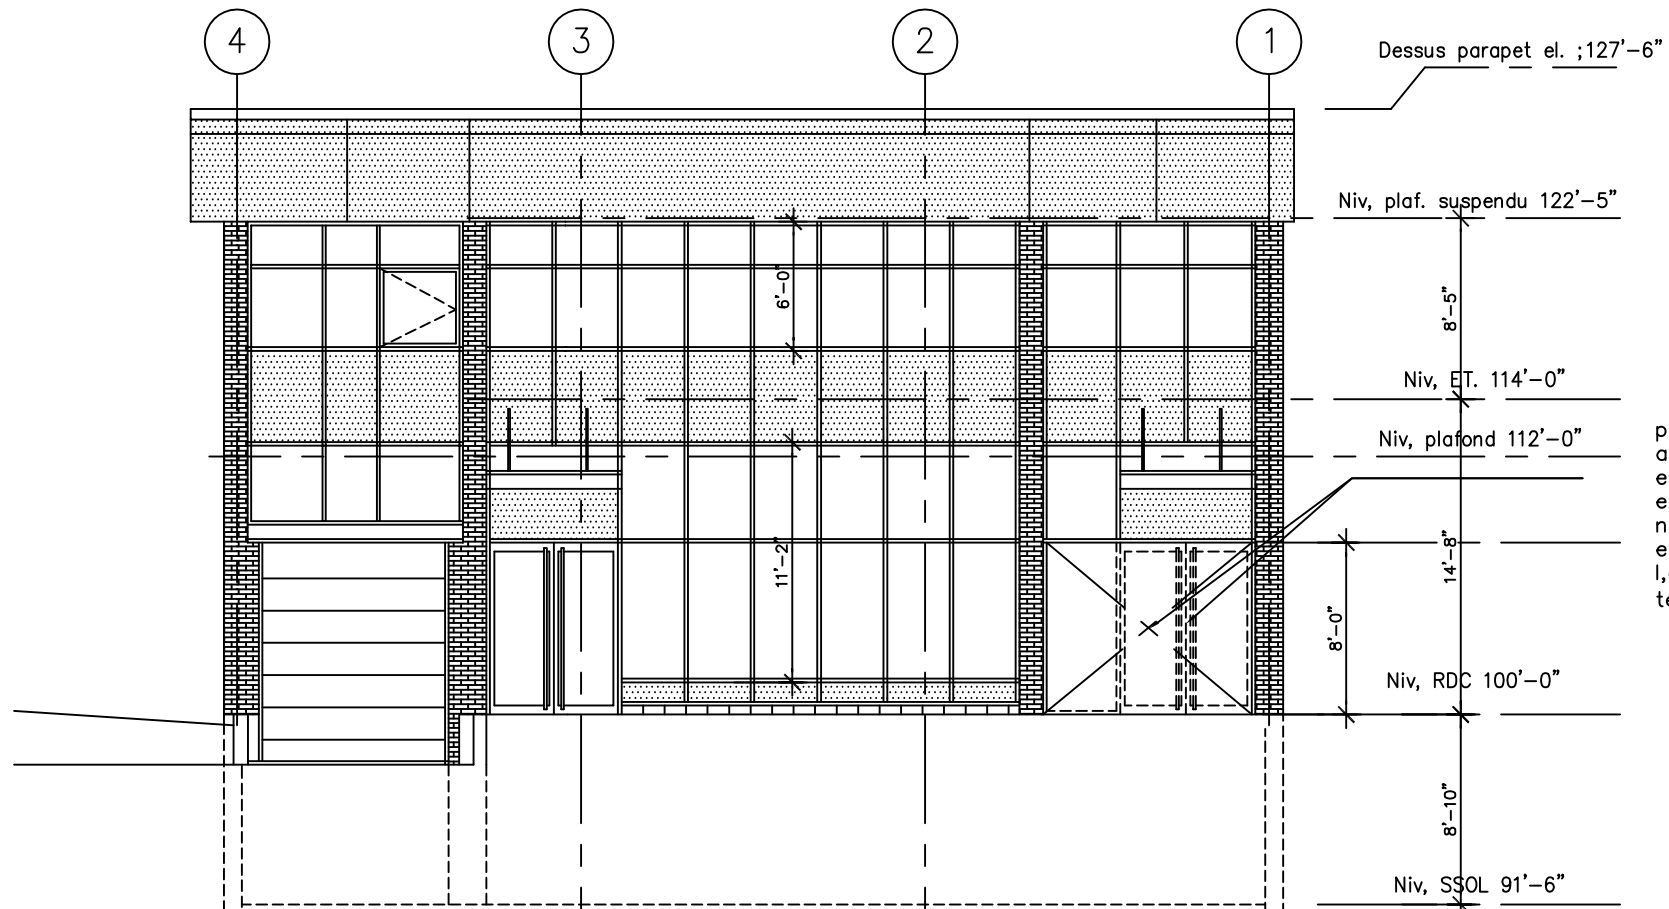 4 3 2 1
Dessus parapet el. ;127'-6"
Niv, plaf. suspendu 122'-5"
6'-0"
8'-5"
Niv, ET. 114'-0"
Niv, plafond 112'-0"
p
a
e
e
n
e
l,
te
11'-2"
14'-8"
8'-0"
Niv, RDC 100'-0"
8'-10"
Niv, SSOL 91'-6"